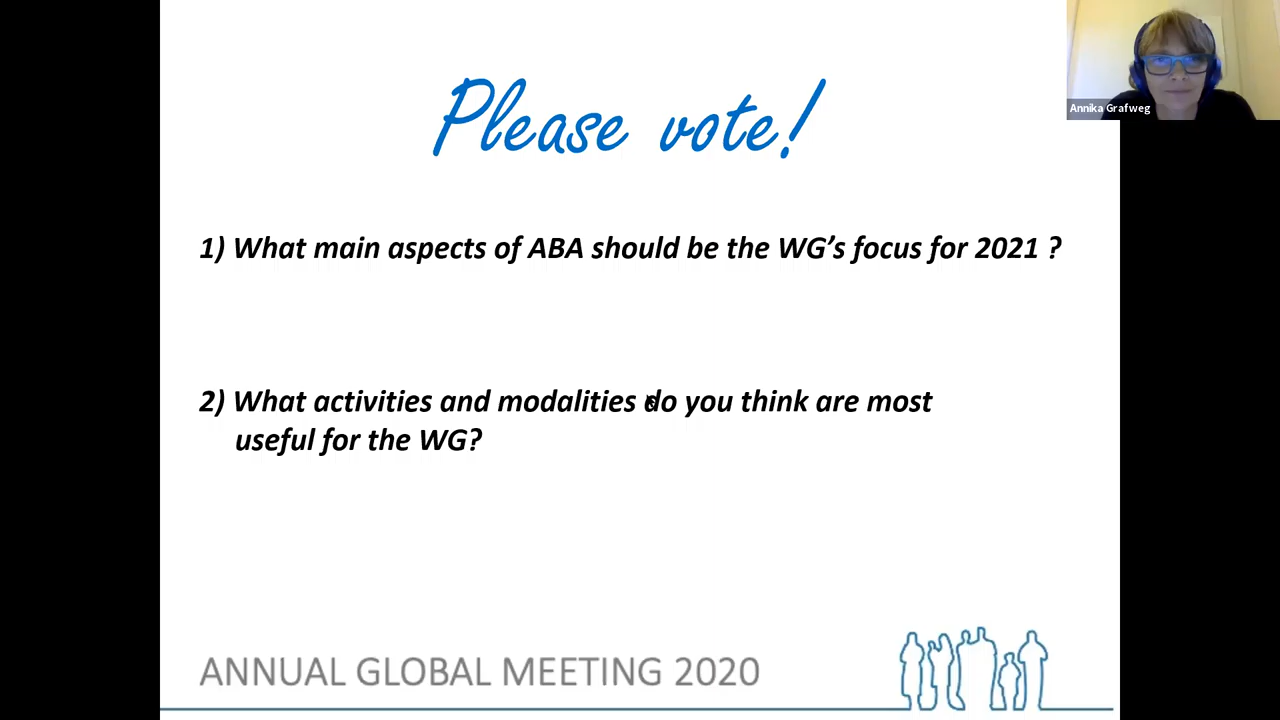 Please vote!
Annika Grafweg
1) What main aspects of ABA should be the WG’s focus for 2021 ?
2) What activities and modalities do you think are most
useful for the WG?
ANNUAL GLOBAL MEETING 2020